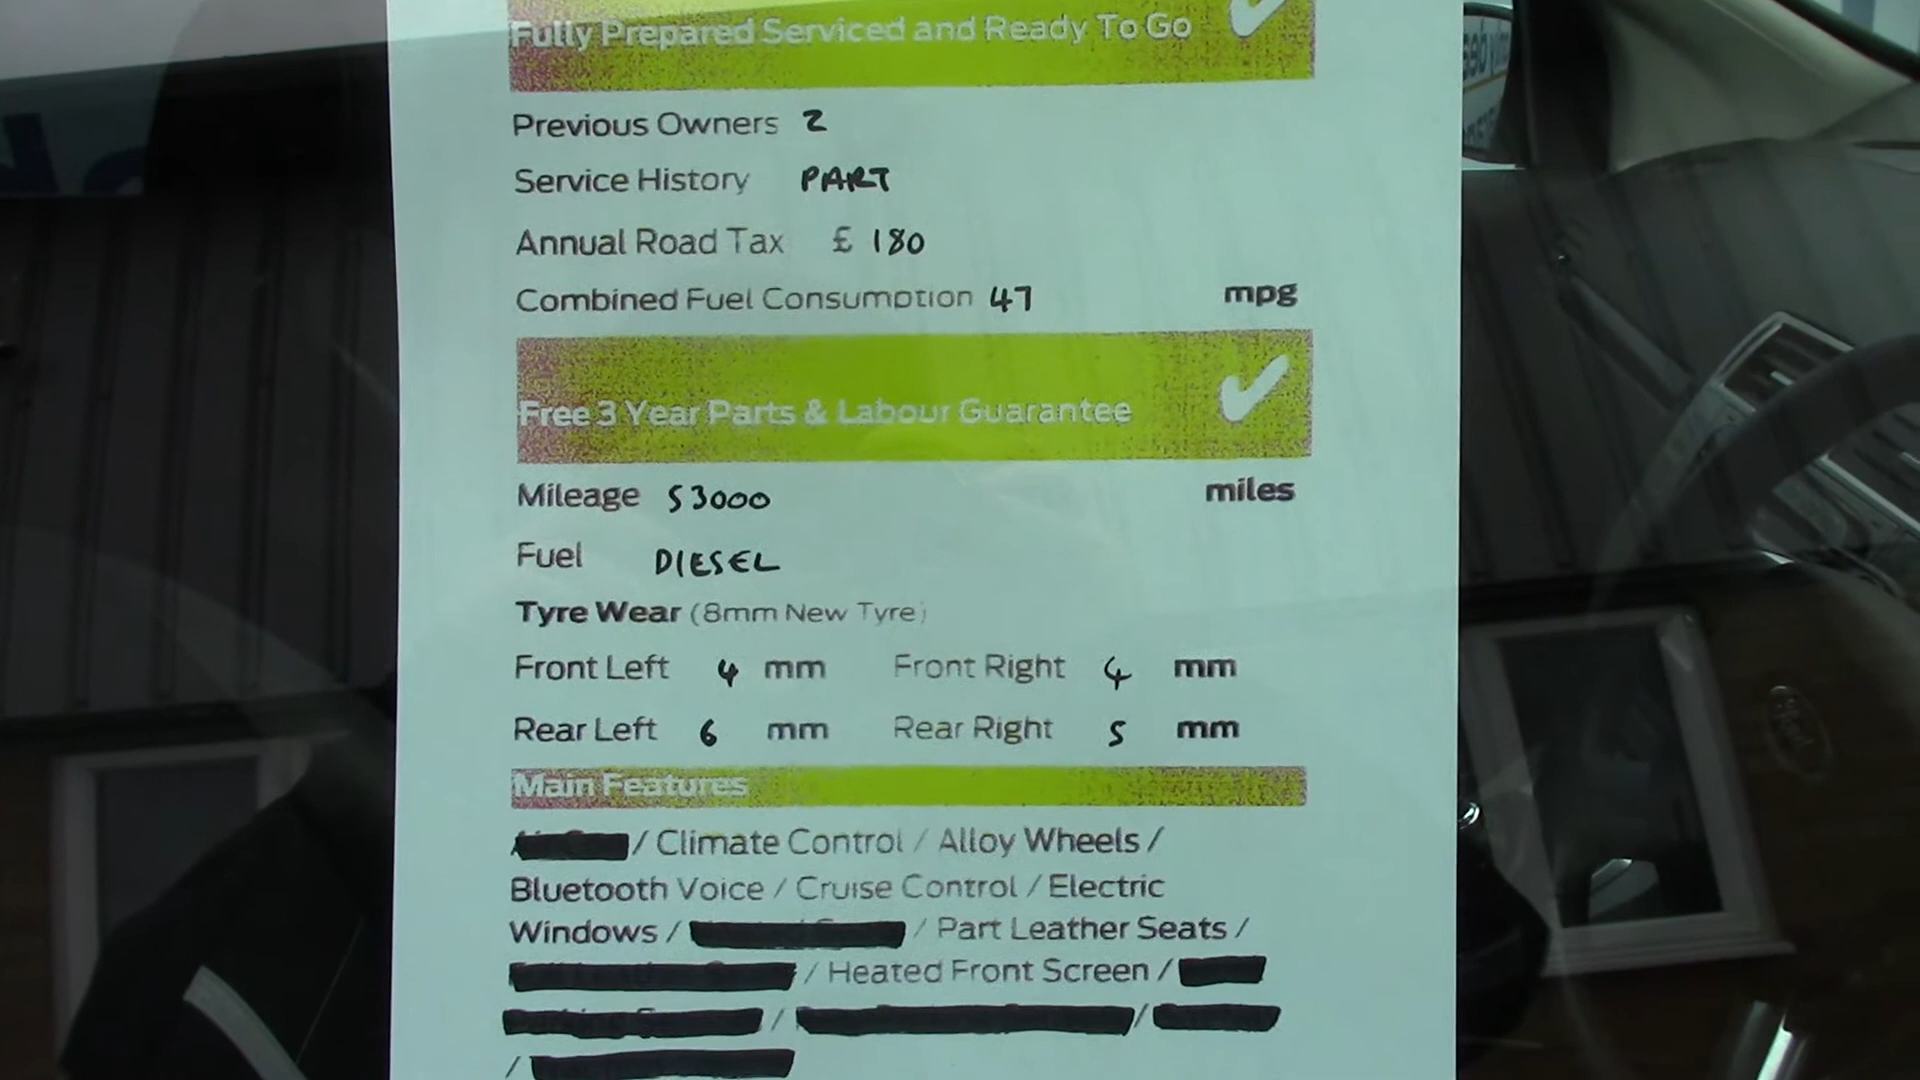 Fully Prepared Serviced and Ready To Go
Previous Owners 2
Service History PART
Annual Road Tax £ 180
Combined Fuel Consumption 47 mpg
Free 3 Year Parts & Labour Guarantee
Mileage 53000 miles
Fuel DIESEL
Tyre Wear (8mm New Tyre)
Front Left 4 mm Front Right 4 mm
Rear Left 6 mm Rear Right 5 mm
Main Features
/ Climate Control / Alloy Wheels /
Bluetooth Voice / Cruise Control / Electric
Windows / / Part Leather Seats /
/ Heated Front Screen /
/ /
/